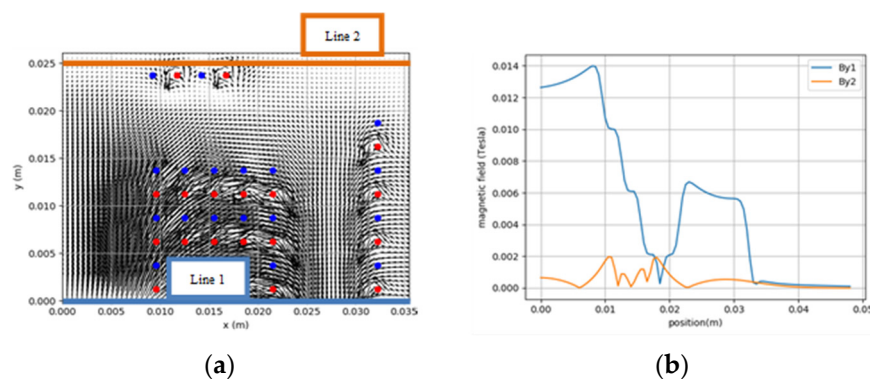 Line 2
0.025
0.020
0.015
0.010
0.005
0.000
y (m)
Line 1
0.000 0.005 0.010 0.015 0.020 0.025 0.030 0.035
x (m)
(a)
By1
By2
0.014
0.012
0.010
0.008
0.006
0.004
0.002
0.000
magnetic field (Tesla)
0.00 0.01 0.02 0.03 0.04 0.05
position(m)
(b)